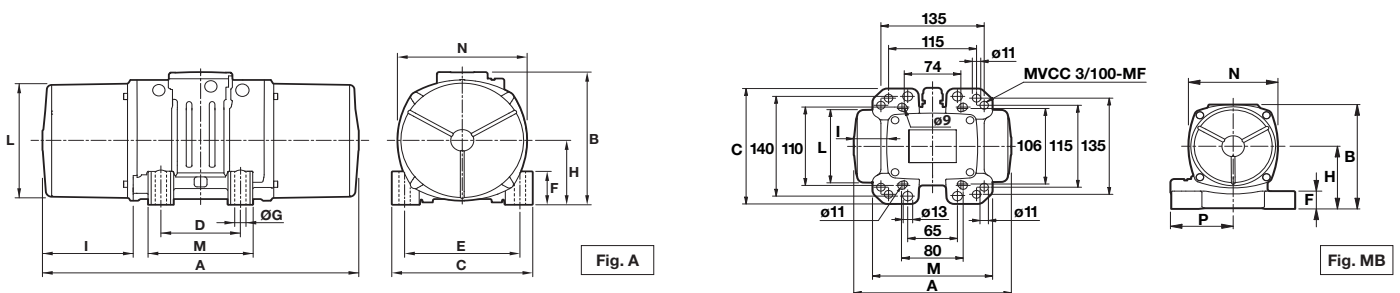 N
L
B
H
F
ØG
D
I
M
E
A
C
Fig. A
135
115
ø11
74
MVCC 3/100-MF
I
ø9
C
140
110
L
106
115
135
ø11
ø13
ø11
65
80
M
A
N
B
H
F
P
Fig. MB